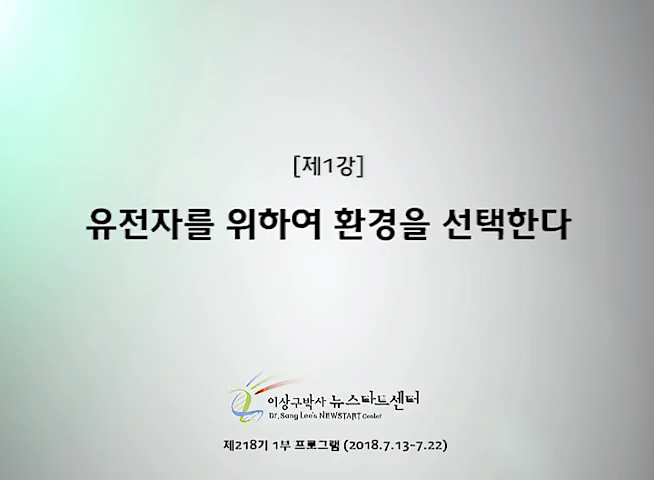 [제1강]
유전자를 위하여 환경을 선택한다
이상구박사 뉴스타트센터
Dr. Sang Lee's NEWSTART Center
제218기 1부 프로그램 (2018.7.13~7.22)